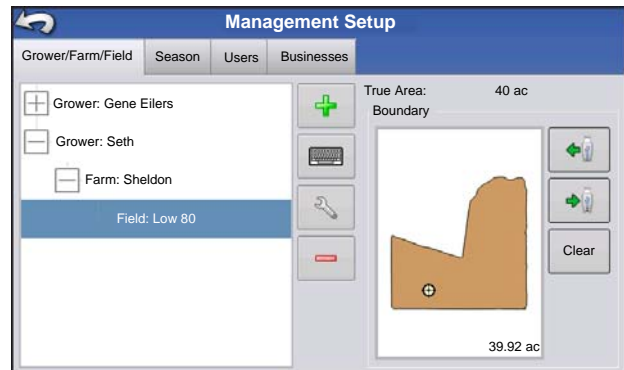 Management Setup
Grower/Farm/Field Season Users Businesses
Grower: Gene Eilers
Grower: Seth
Farm: Sheldon
Field: Low 80
True Area: 40 ac
Boundary
Clear
39.92 ac